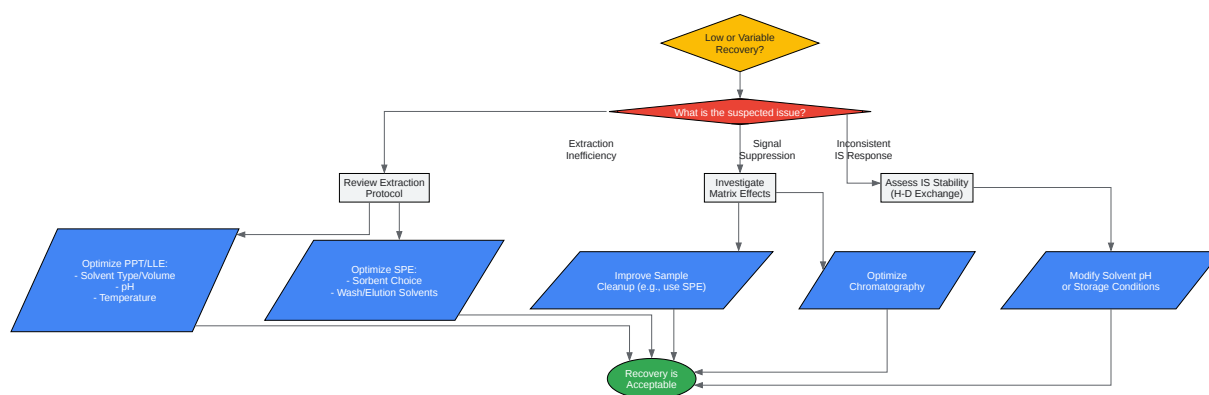 Low or Variable
Recovery?
What is the suspected issue?
Extraction
Inefficiency
Signal
Suppression
Inconsistent
IS Response
Review Extraction
Protocol
Investigate
Matrix Effects
Assess IS Stability
(H-D Exchange)
Optimize PPT/LLE:
- Solvent Type/Volume
- pH
- Temperature
Optimize SPE:
- Sorbent Choice
- Wash/Elution Solvents
Improve Sample
Cleanup (e.g., use SPE)
Optimize
Chromatography
Modify Solvent pH
or Storage Conditions
Recovery is
Acceptable